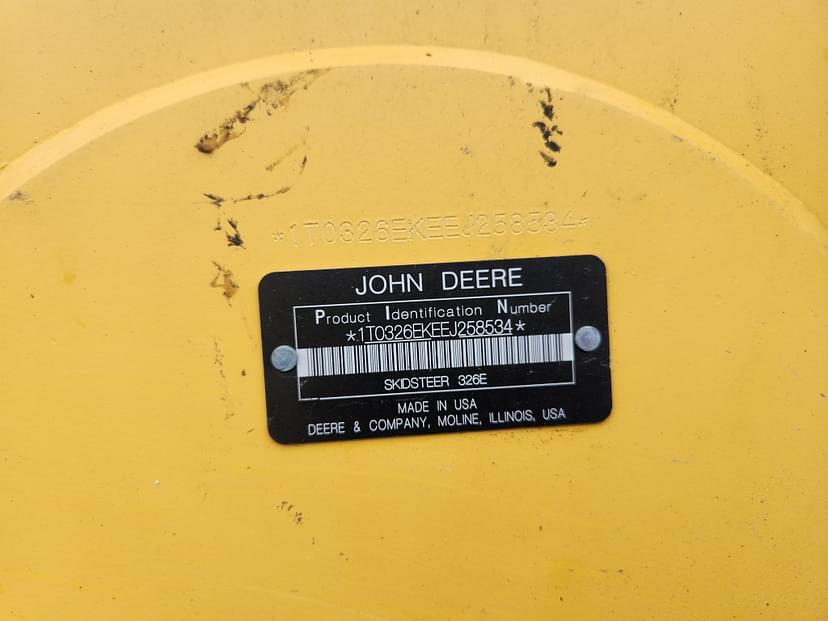 *1T0326EKEEJ258534*
JOHN DEERE
Product Identification Number
*1T0326EKEEJ258534*
SKIDSTEER 326E
MADE IN USA
DEERE & COMPANY, MOLINE, ILLINOIS, USA